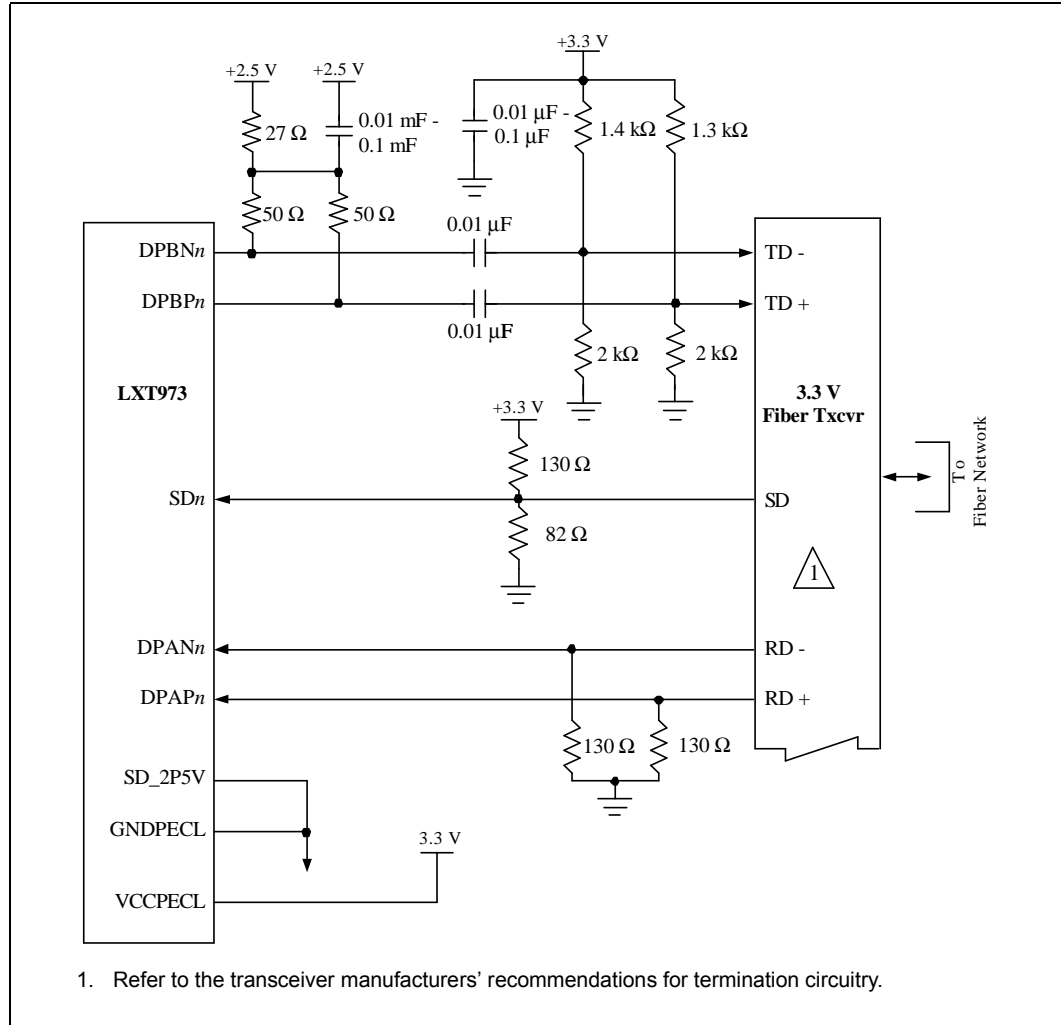 +3.3 V
+2.5 V
+2.5 V
27 Ω
0.01 mF -
0.1 mF
0.01 µF -
0.1 µF
1.4 kΩ
1.3 kΩ
50 Ω
50 Ω
0.01 µF
DPBNn
TD -
DPBPn
TD +
0.01 µF
2 kΩ
2 kΩ
LXT973
3.3 V
Fiber Txcvr
+3.3 V
130 Ω
To
Fiber Network
SDn
SD
82 Ω
1
DPANn
RD -
DPAPn
RD +
130 Ω
130 Ω
SD_2P5V
GNDPECL
3.3 V
VCCPECL
1. Refer to the transceiver manufacturers’ recommendations for termination circuitry.